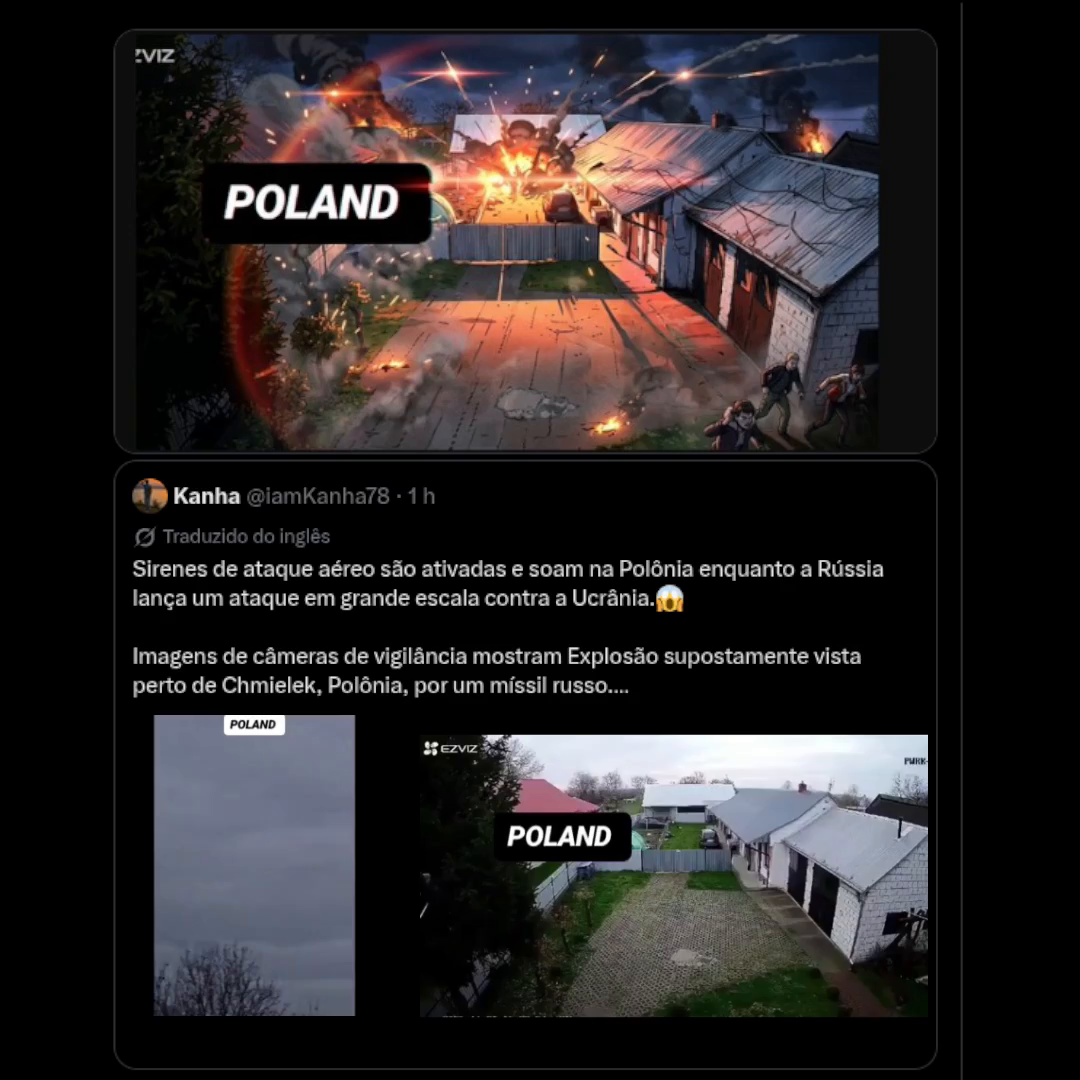 ZVIZ
POLAND
Kanha @iamKanha78 · 1 h
Traduzido do inglês
Sirenes de ataque aéreo são ativadas e soam na Polônia enquanto a Rússia
lança um ataque em grande escala contra a Ucrânia.😱
Imagens de câmeras de vigilância mostram Explosão supostamente vista
perto de Chmielek, Polônia, por um míssil russo....
POLAND
EZVIZ
POLAND